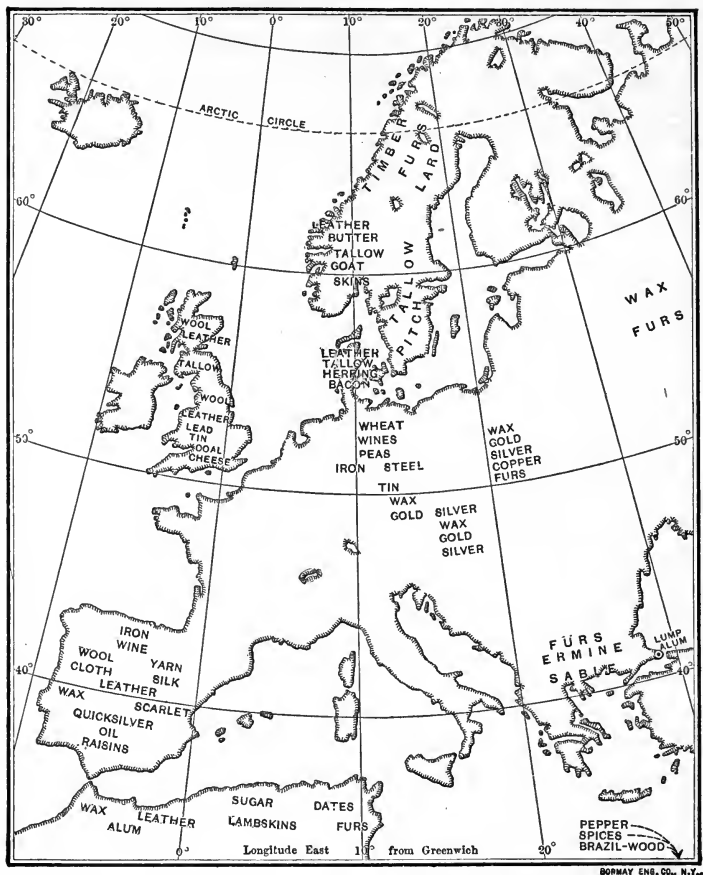 30° 20° 10° 0° 10° 20° 30° 40° 50°
ARCTIC CIRCLE
TIMBER
FURS
LARD
60° 60°
LEATHER
BUTTER
TALLOW
GOAT
SKINS
TALLOW
PITCH
WAX
FURS
WOOL
LEATHER
TALLOW
WOOL
LEATHER
LEAD
TIN
COAL
CHEESE
LEATHER
TALLOW
HERRING
BACON
50° 50°
WHEAT
WINES
PEAS
IRON STEEL
TIN
WAX
GOLD SILVER
WAX
GOLD
SILVER
WAX
GOLD
SILVER
COPPER
FURS
IRON
WINE
WOOL YARN
CLOTH SILK
LEATHER
WAX SCARLET
QUICKSILVER
OIL
RAISINS
40° 40°
FURS
ERMINE
SABLE
LUMP
ALUM
WAX LEATHER SUGAR DATES
ALUM LAMBSKINS FURS
PEPPER
SPICES
BRAZIL-WOOD
0° Longitude East 10° from Greenwich 20°
BORMAY ENG. CO., N.Y.